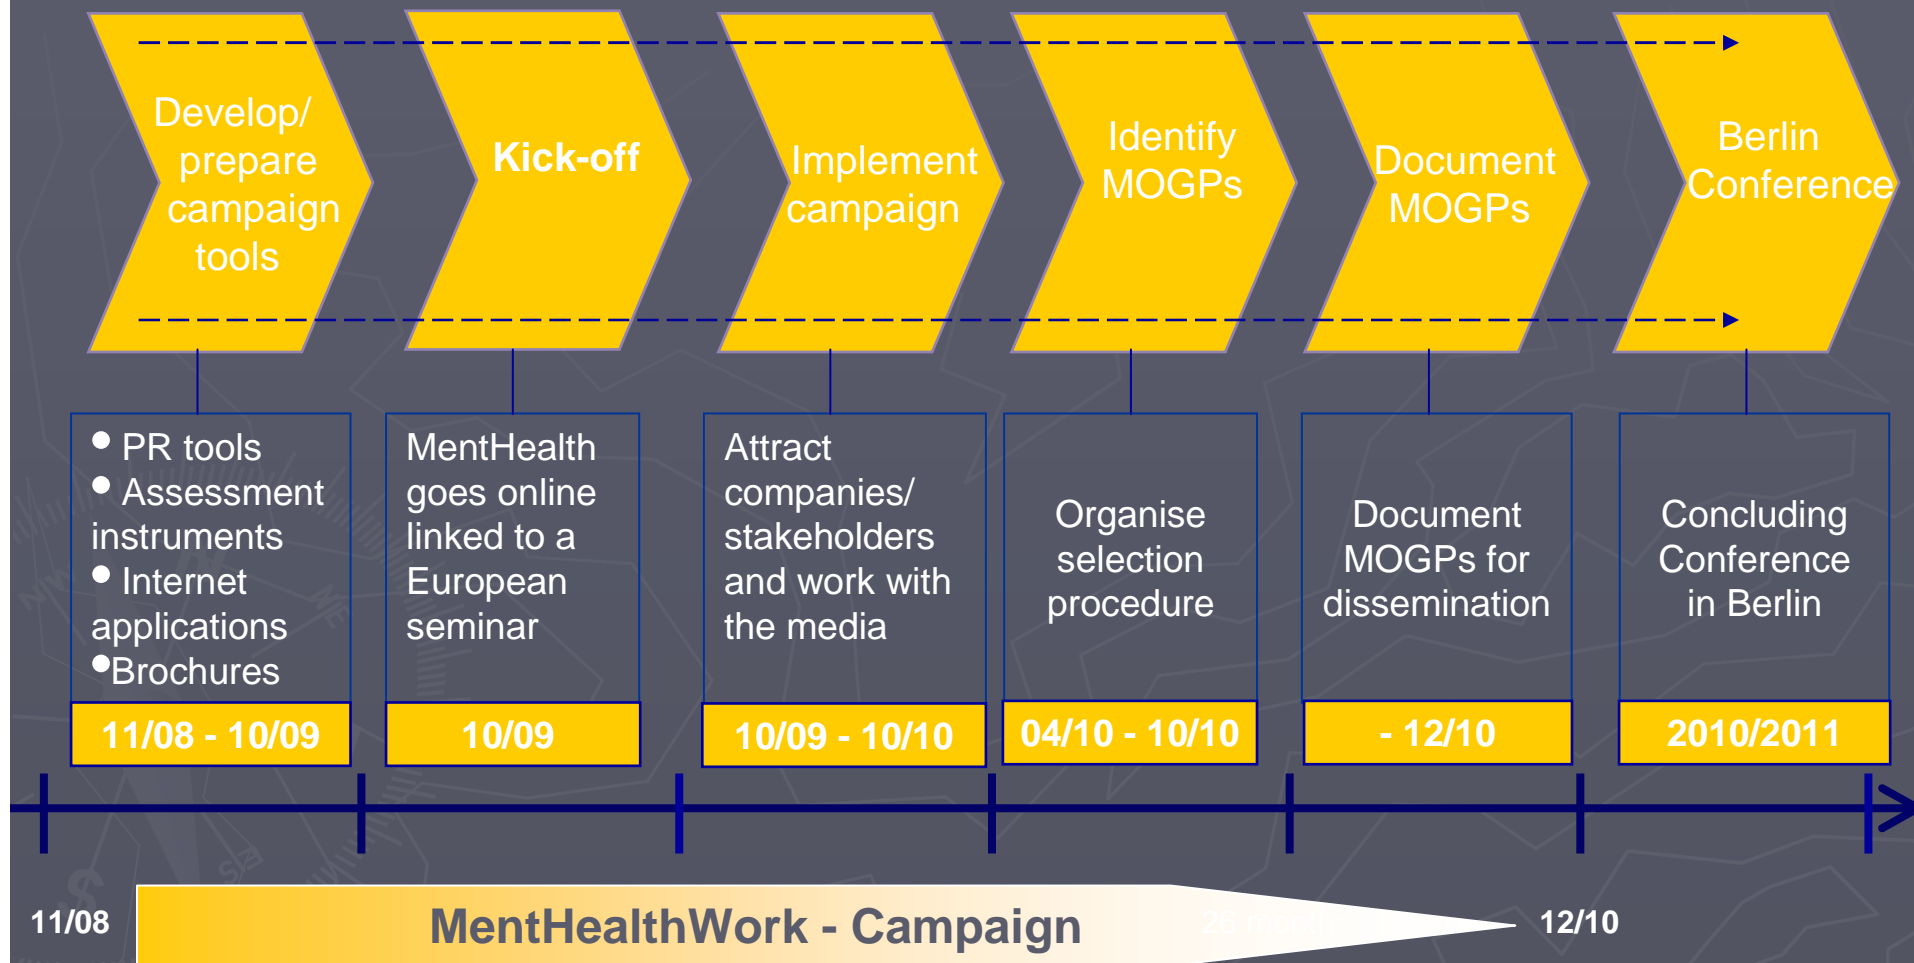 Develop/
prepare
campaign
tools
Kick-off
Implement
campaign
Identify
MOGPs
Document
MOGPs
Berlin
Conference
• PR tools
• Assessment
instruments
• Internet
applications
•Brochures
MentHealth
goes online
linked to a
European
seminar
Attract
companies/
stakeholders
and work with
the media
Organise
selection
procedure
Document
MOGPs for
dissemination
Concluding
Conference
in Berlin
11/08 - 10/09
10/09
10/09 - 10/10
04/10 - 10/10
- 12/10
2010/2011
11/08
MentHealthWork - Campaign
26 month
12/10